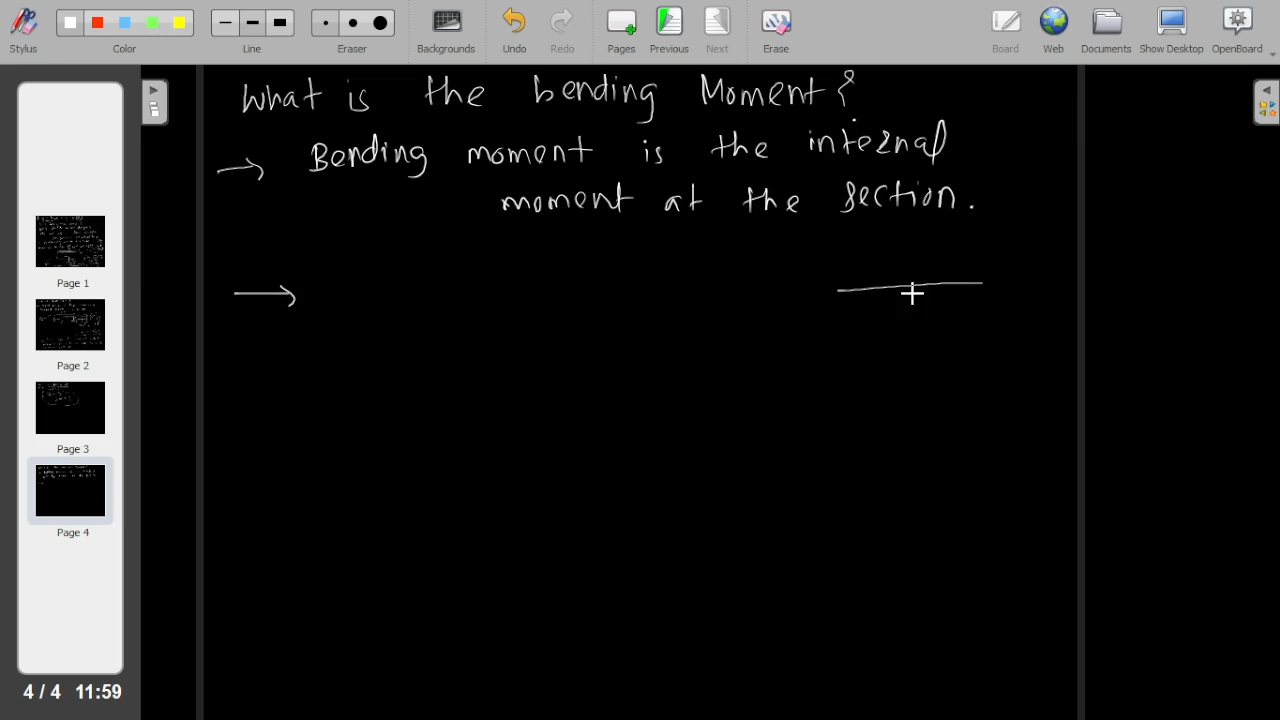 Stylus
Color
Line
Eraser
Backgrounds
Undo
Redo
Pages
Previous
Next
Erase
Board
Web
Documents
Show Desktop
OpenBoard
What is the bending Moment?
→ Bending moment is the internal
moment at the section.
→
Page 1
Page 2
Page 3
Page 4
4 / 4 11:59